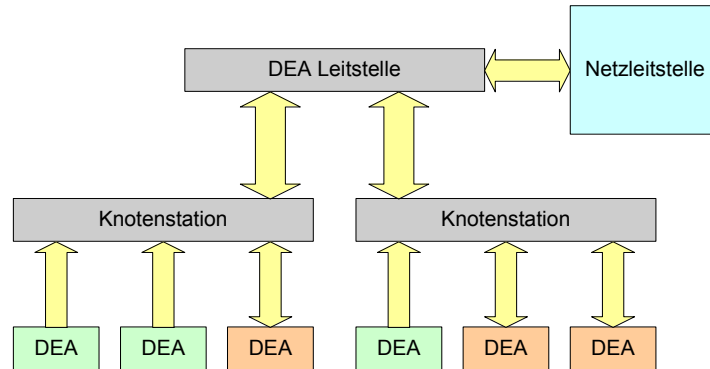 DEA Leitstelle
Netzleitstelle
Knotenstation
Knotenstation
DEA
DEA
DEA
DEA
DEA
DEA